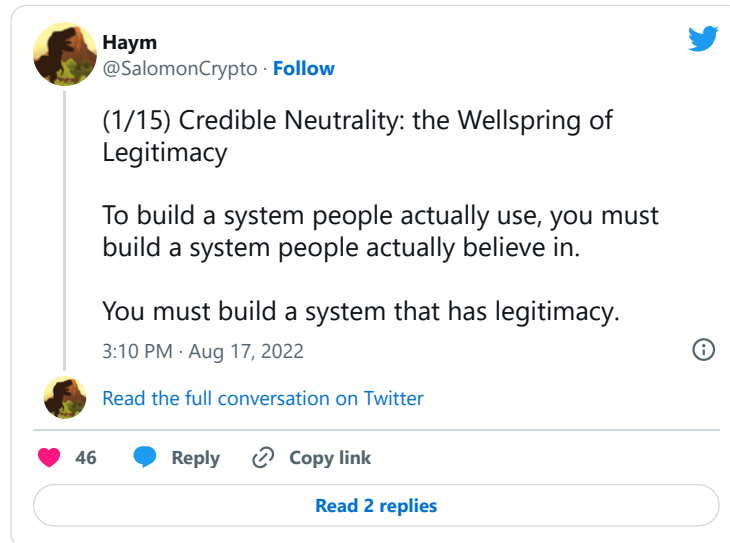 Haym
@SalomonCrypto · Follow
(1/15) Credible Neutrality: the Wellspring of
Legitimacy
To build a system people actually use, you must
build a system people actually believe in.
You must build a system that has legitimacy.
3:10 PM · Aug 17, 2022
Read the full conversation on Twitter
46 Reply Copy link
Read 2 replies